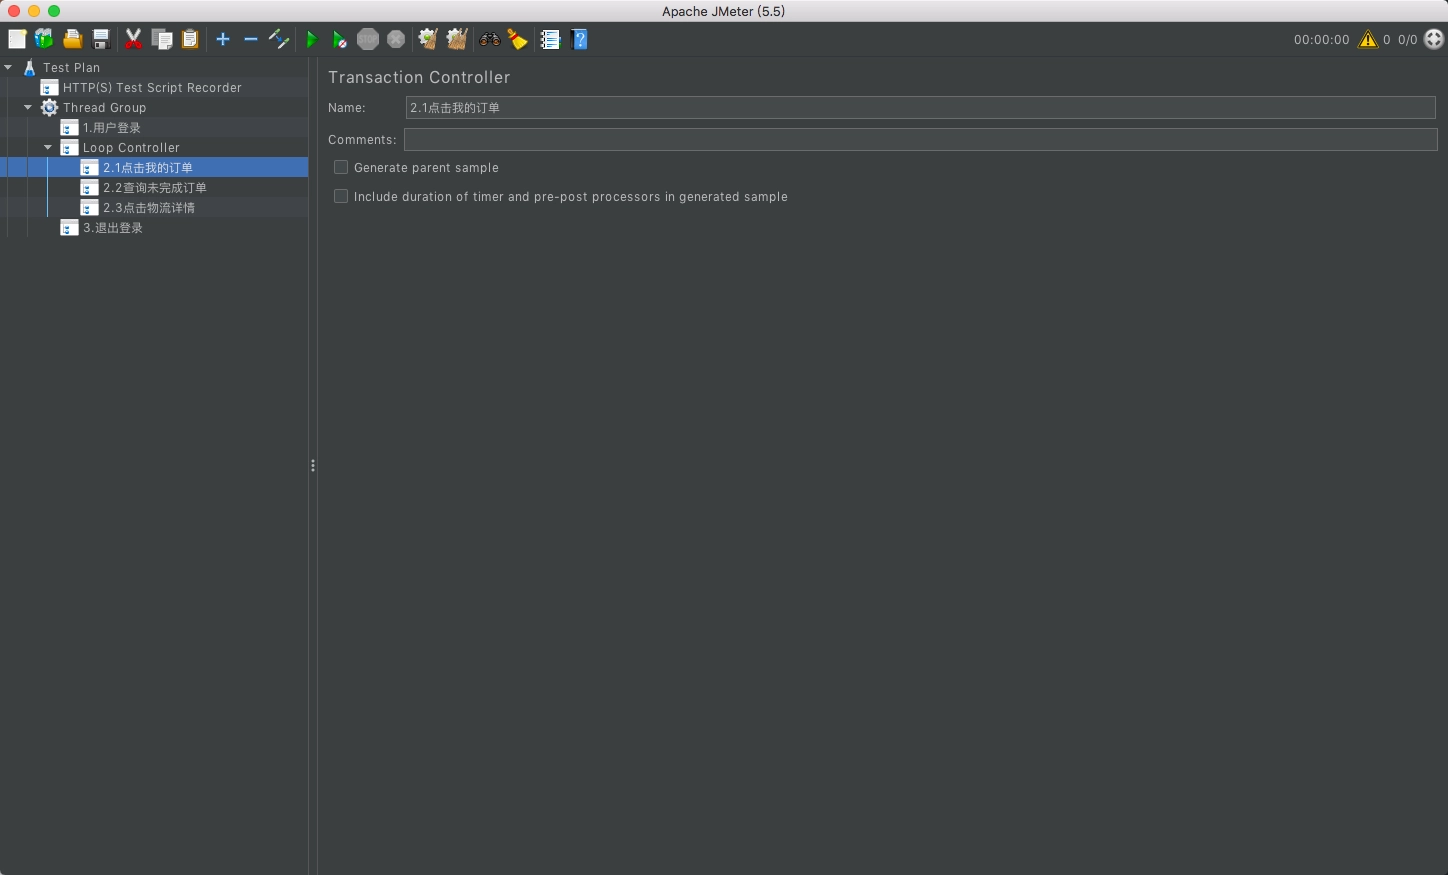 Apache JMeter (5.5)
STOP
00:00:00 0 0/0
Test Plan
HTTP(S) Test Script Recorder
Thread Group
1.用户登录
Loop Controller
2.1点击我的订单
2.2查询未完成订单
2.3点击物流详情
3.退出登录
Transaction Controller
Name: 2.1点击我的订单
Comments:
Generate parent sample
Include duration of timer and pre-post processors in generated sample